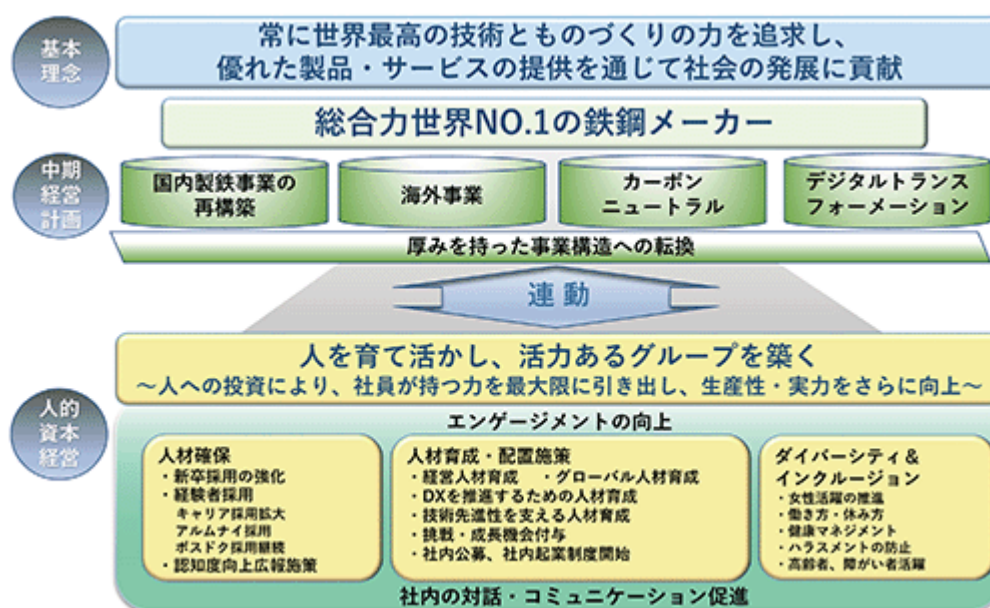 基本
理念
常に世界最高の技術とものづくりの力を追求し、
優れた製品・サービスの提供を通じて社会の発展に貢献
総合力世界NO.1の鉄鋼メーカー
中期
経営
計画
国内製鉄事業の
再構築
海外事業
カーボン
ニュートラル
デジタルトランス
フォーメーション
厚みを持った事業構造への転換
連動
人的
資本
経営
人を育て活かし、活力あるグループを築く
～人への投資により、社員が持つ力を最大限に引き出し、生産性・実力をさらに向上～
エンゲージメントの向上
人材確保
・新卒採用の強化
・経験者採用
キャリア採用拡大
アルムナイ採用
ポスドク採用継続
・認知度向上広報施策
人材育成・配置施策
・経営人材育成 ・グローバル人材育成
・DXを推進するための人材育成
・技術先進性を支える人材育成
・挑戦・成長機会付与
・社内公募、社内起業制度開始
ダイバーシティ＆
インクルージョン
・女性活躍の推進
・働き方・休み方
・健康マネジメント
・ハラスメントの防止
・高齢者、障がい者活躍
社内の対話・コミュニケーション促進